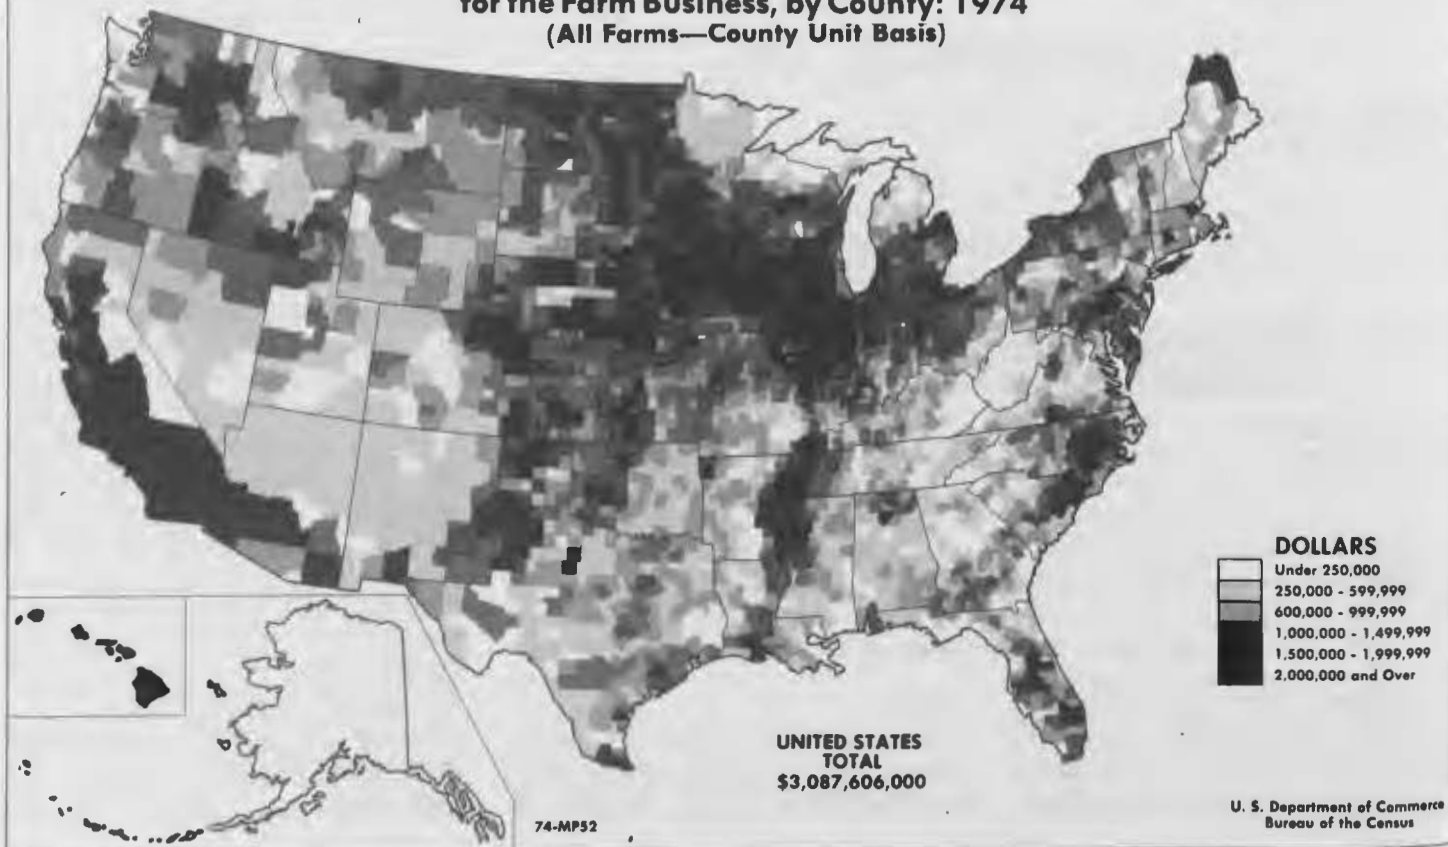 for the Farm Business, by County: 1974
(All Farms—County Unit Basis)
DOLLARS
Under 250,000
250,000 - 599,999
600,000 - 999,999
1,000,000 - 1,499,999
1,500,000 - 1,999,999
2,000,000 and Over
UNITED STATES
TOTAL
$3,087,606,000
74-MP52
U. S. Department of Commerce
Bureau of the Census